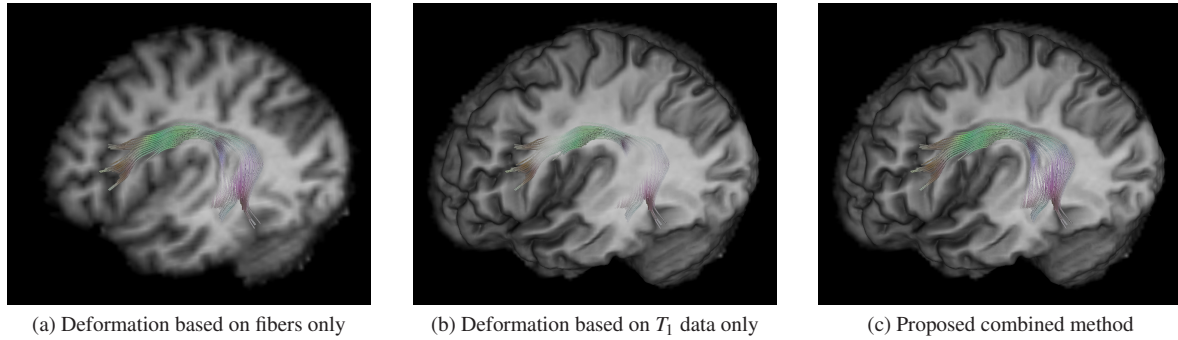 (a) Deformation based on fibers only
(b) Deformation based on T₁ data only
(c) Proposed combined method